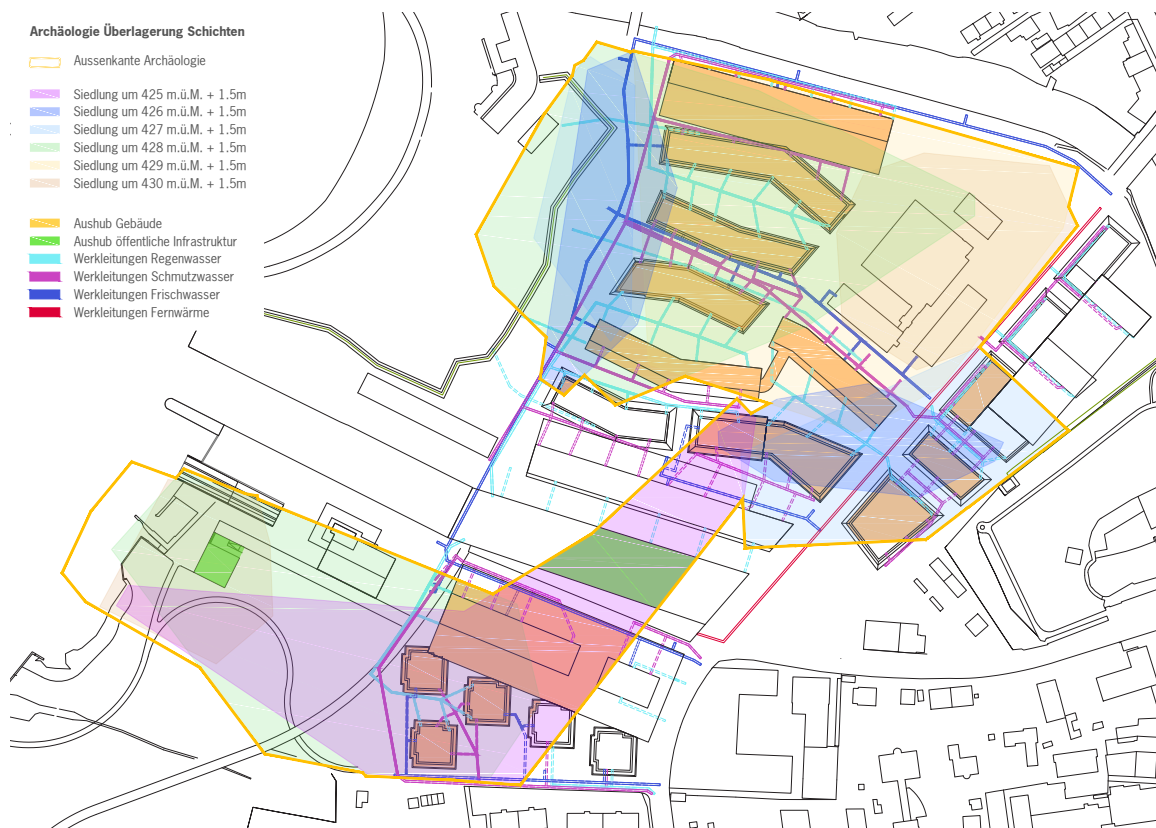 Archäologie Überlagerung Schichten
Aussenkante Archäologie
Siedlung um 425 m.ü.M. + 1.5m
Siedlung um 426 m.ü.M. + 1.5m
Siedlung um 427 m.ü.M. + 1.5m
Siedlung um 428 m.ü.M. + 1.5m
Siedlung um 429 m.ü.M. + 1.5m
Siedlung um 430 m.ü.M. + 1.5m
Aushub Gebäude
Aushub öffentliche Infrastruktur
Werkleitungen Regenwasser
Werkleitungen Schmutzwasser
Werkleitungen Frischwasser
Werkleitungen Fernwärme